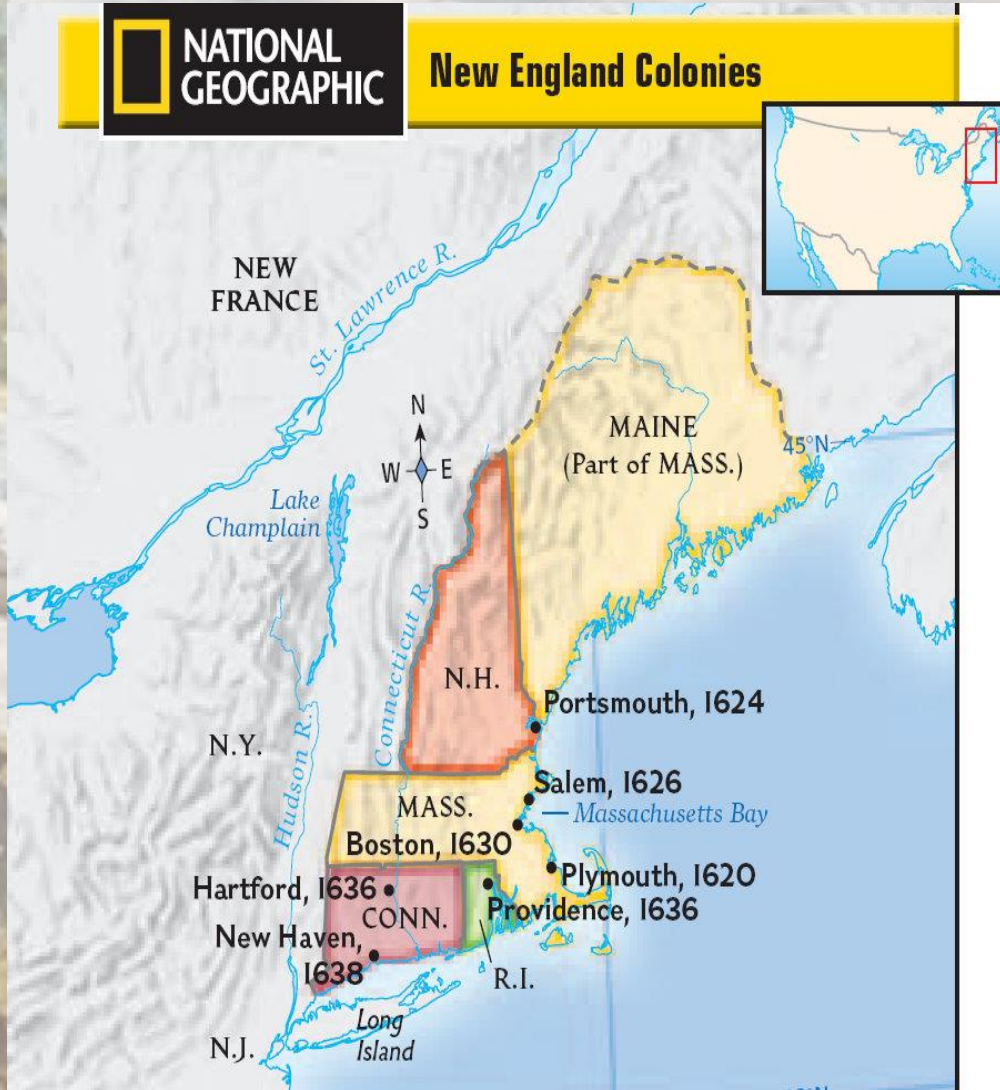 NATIONAL
GEOGRAPHIC
New England Colonies
NEW
FRANCE
St. Lawrence R.
N
W E
S
MAINE
(Part of MASS.)
45°N
Lake
Champlain
Connecticut R.
N.H.
Portsmouth, 1624
N.Y.
Hudson R.
Salem, 1626
MASS.
Massachusetts Bay
Boston, 1630
Plymouth, 1620
Hartford, 1636
CONN.
Providence, 1636
New Haven,
1638
R.I.
Long
Island
N.J.